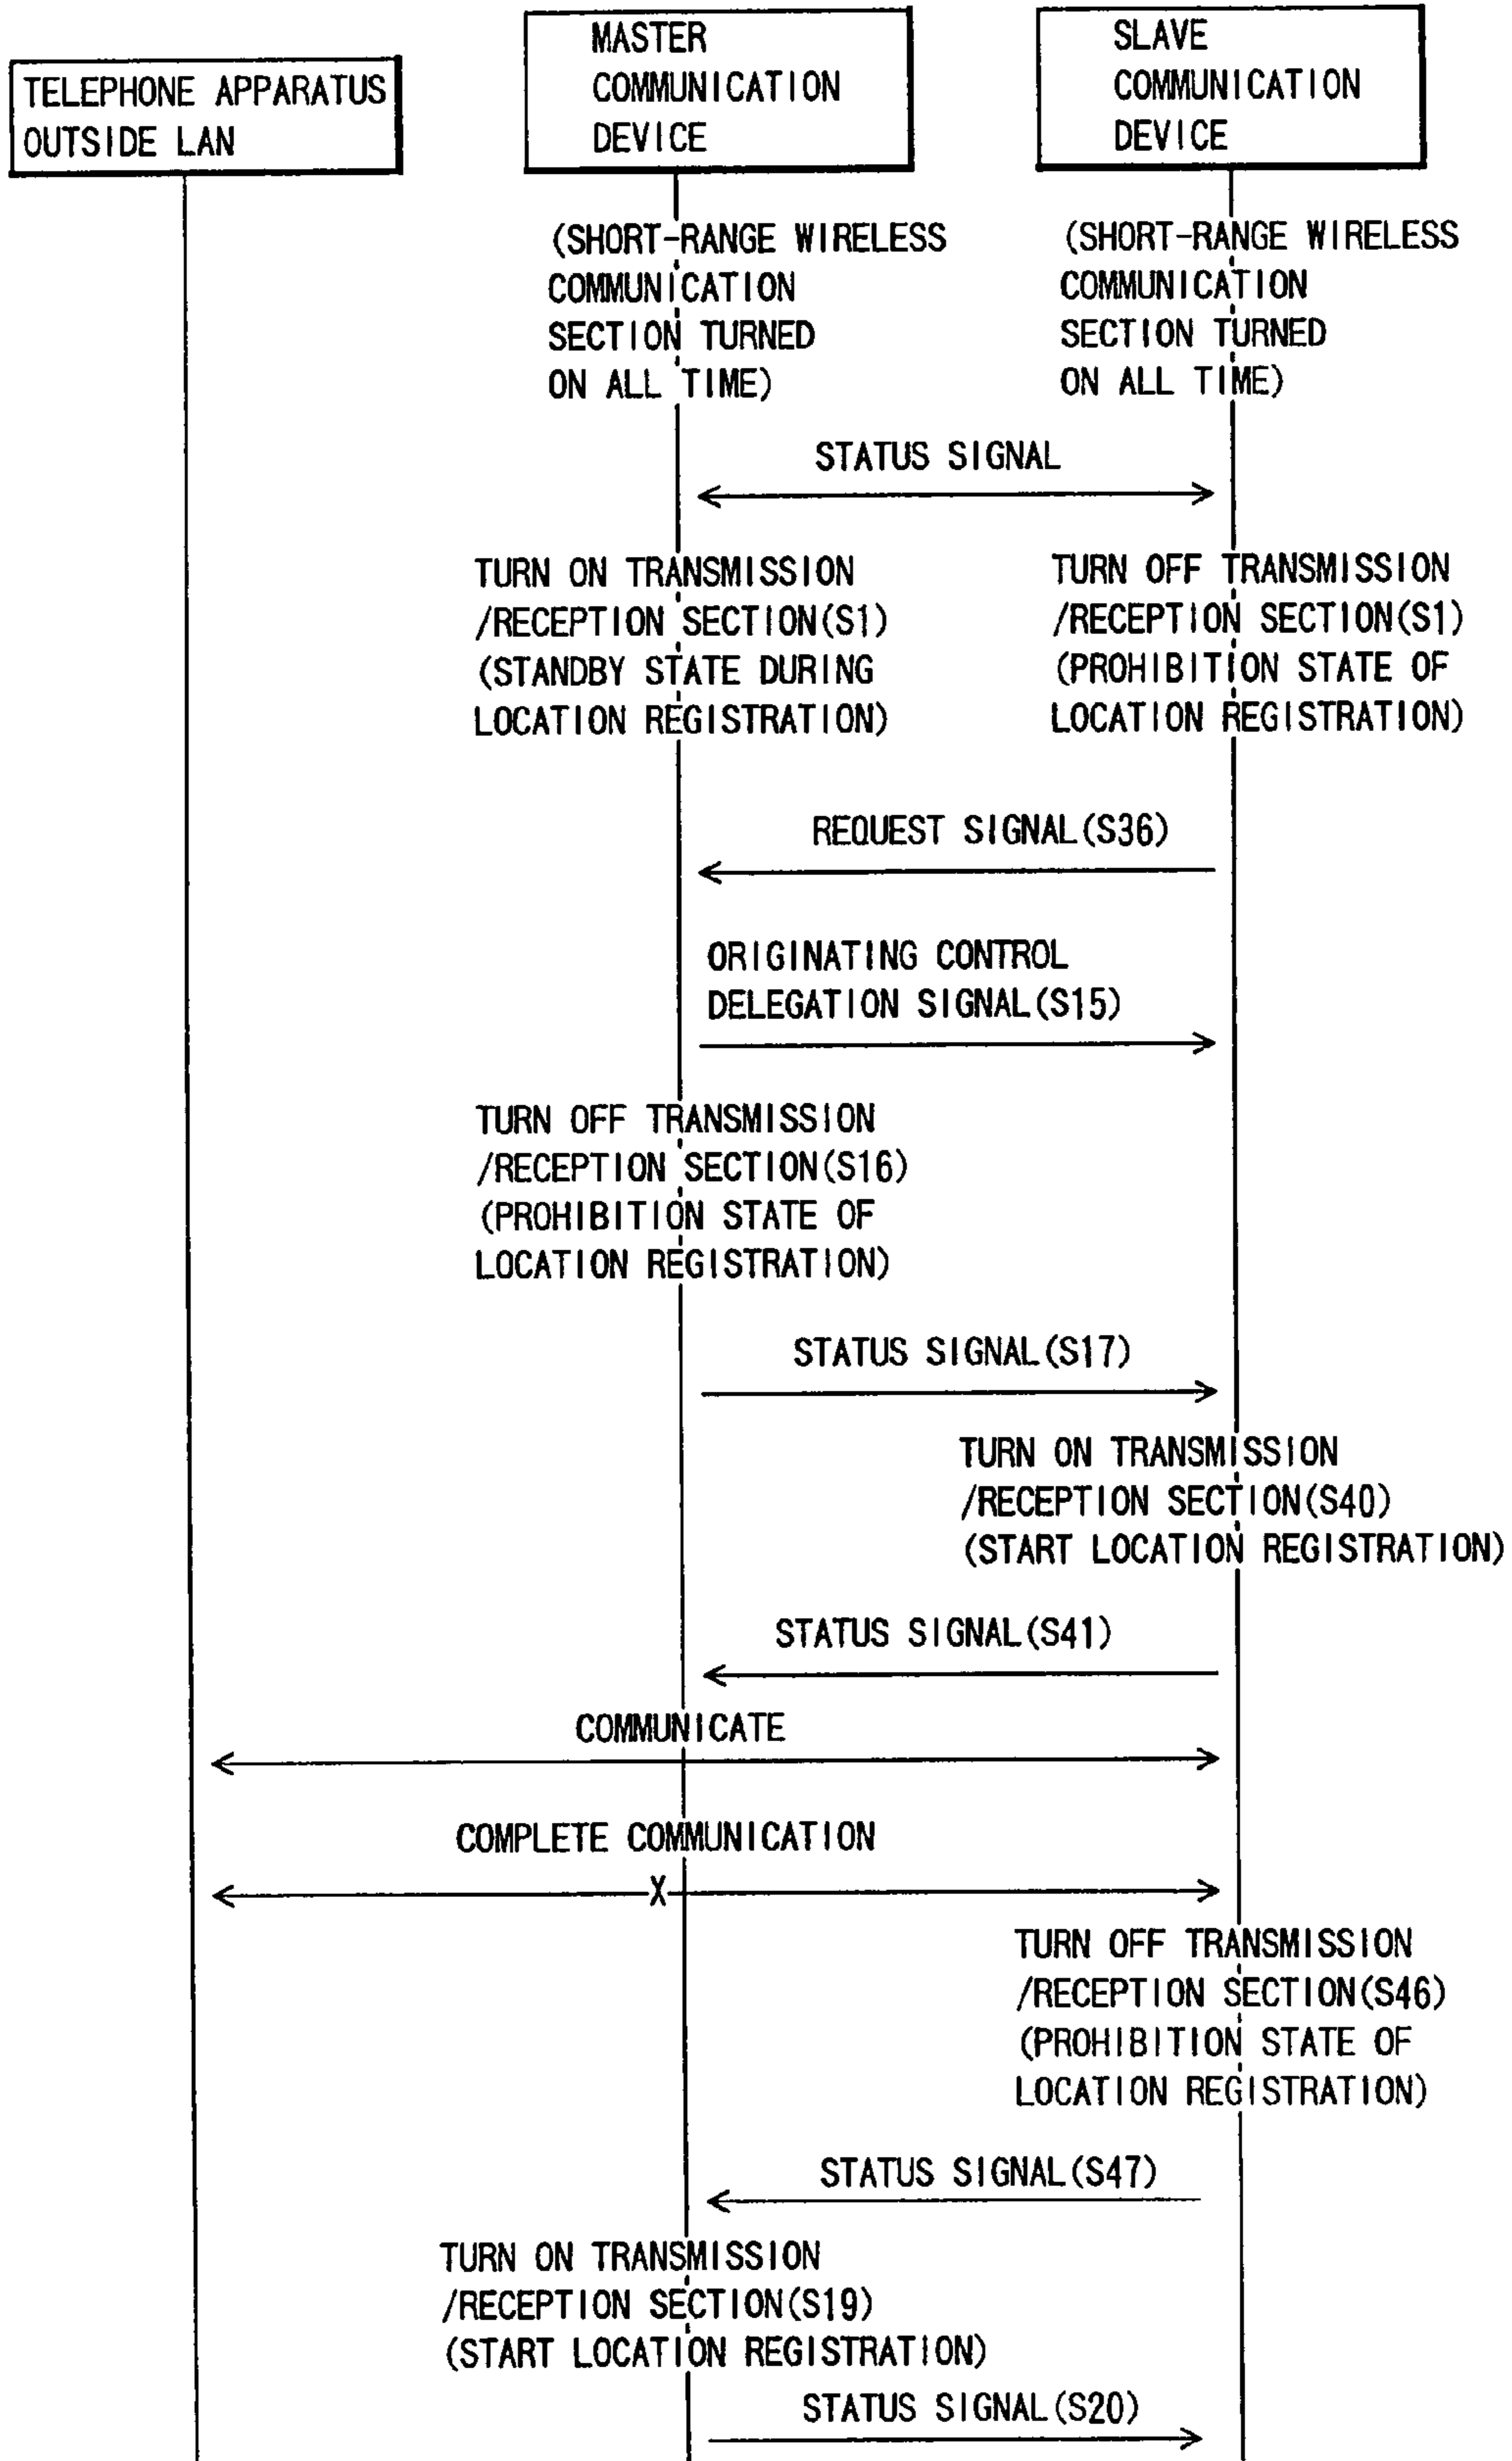 TELEPHONE APPARATUS
OUTSIDE LAN
MASTER
COMMUNICATION
DEVICE
SLAVE
COMMUNICATION
DEVICE
(SHORT-RANGE WIRELESS
COMMUNICATION
SECTION TURNED
ON ALL TIME)
(SHORT-RANGE WIRELESS
COMMUNICATION
SECTION TURNED
ON ALL TIME)
STATUS SIGNAL
TURN ON TRANSMISSION
/RECEPTION SECTION(S1)
(STANDBY STATE DURING
LOCATION REGISTRATION)
TURN OFF TRANSMISSION
/RECEPTION SECTION(S1)
(PROHIBITION STATE OF
LOCATION REGISTRATION)
REQUEST SIGNAL(S36)
ORIGINATING CONTROL
DELEGATION SIGNAL(S15)
TURN OFF TRANSMISSION
/RECEPTION SECTION(S16)
(PROHIBITION STATE OF
LOCATION REGISTRATION)
STATUS SIGNAL(S17)
TURN ON TRANSMISSION
/RECEPTION SECTION(S40)
(START LOCATION REGISTRATION)
STATUS SIGNAL(S41)
COMMUNICATE
COMPLETE COMMUNICATION
X
TURN OFF TRANSMISSION
/RECEPTION SECTION(S46)
(PROHIBITION STATE OF
LOCATION REGISTRATION)
STATUS SIGNAL(S47)
TURN ON TRANSMISSION
/RECEPTION SECTION(S19)
(START LOCATION REGISTRATION)
STATUS SIGNAL(S20)